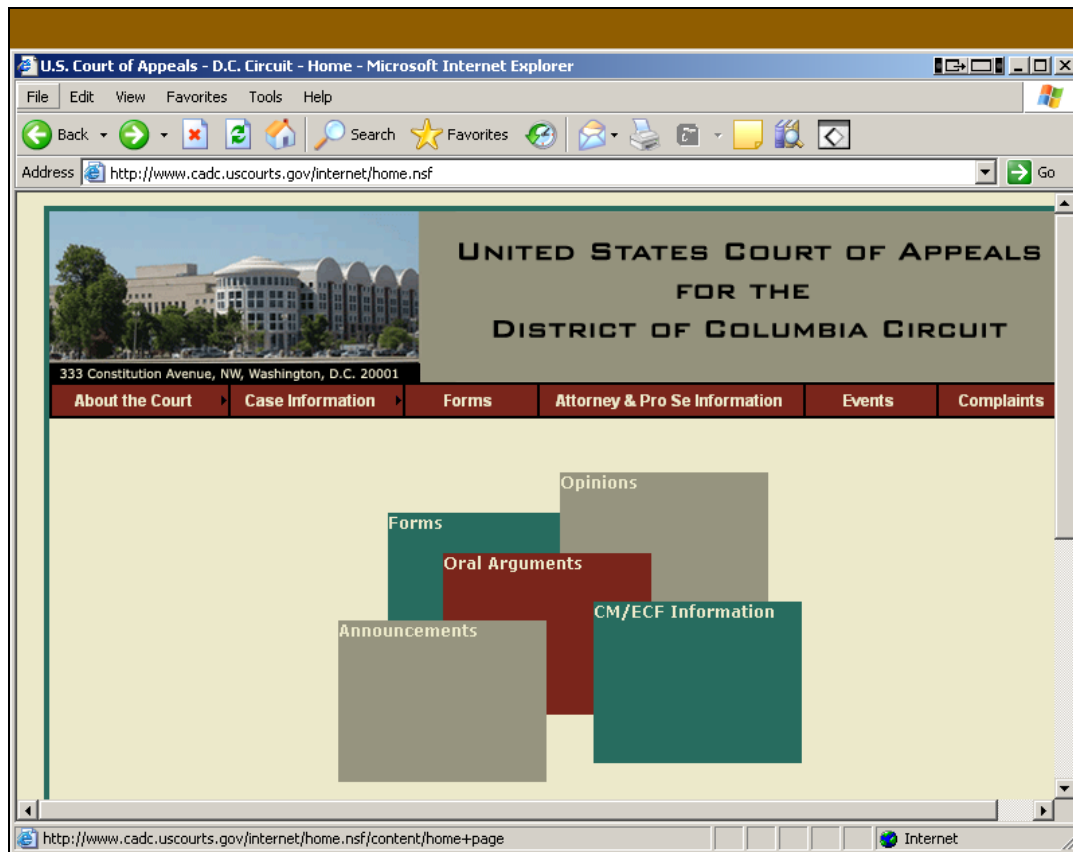 U.S. Court of Appeals - D.C. Circuit - Home - Microsoft Internet Explorer
File Edit View Favorites Tools Help
Back Search Favorites
Address http://www.cadc.uscourts.gov/internet/home.nsf Go
UNITED STATES COURT OF APPEALS
FOR THE
DISTRICT OF COLUMBIA CIRCUIT
333 Constitution Avenue, NW, Washington, D.C. 20001
About the Court Case Information Forms Attorney & Pro Se Information Events Complaints
Opinions
Forms
Oral Arguments
CM/ECF Information
Announcements
http://www.cadc.uscourts.gov/internet/home.nsf/content/home+page Internet